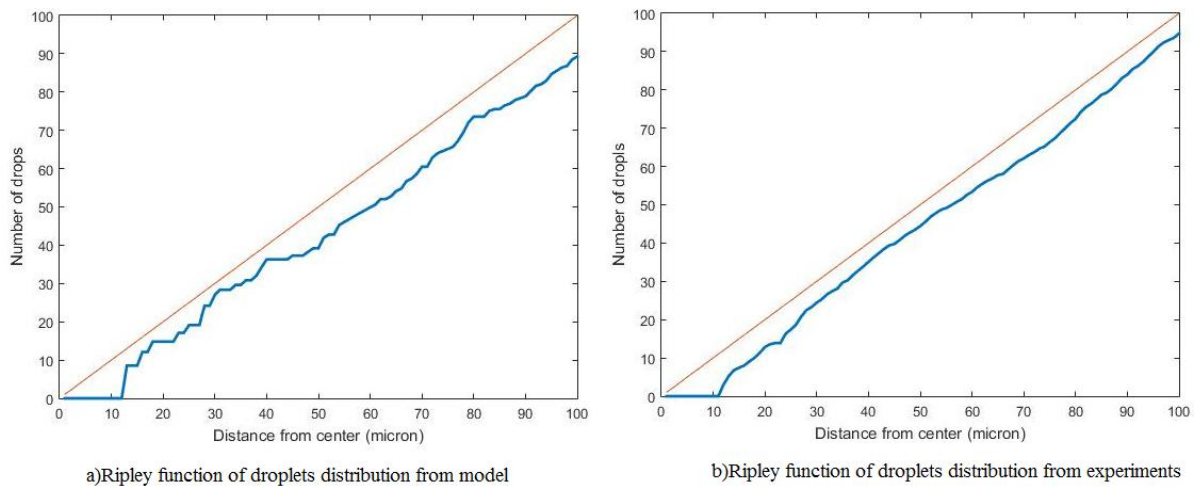 100
90
80
70
60
50
40
30
20
10
0
Number of drops
0 10 20 30 40 50 60 70 80 90 100
Distance from center (micron)
a)Ripley function of droplets distribution from model
100
90
80
70
60
50
40
30
20
10
0
Number of dropls
0 10 20 30 40 50 60 70 80 90 100
Distance from center (micron)
b)Ripley function of droplets distribution from experiments